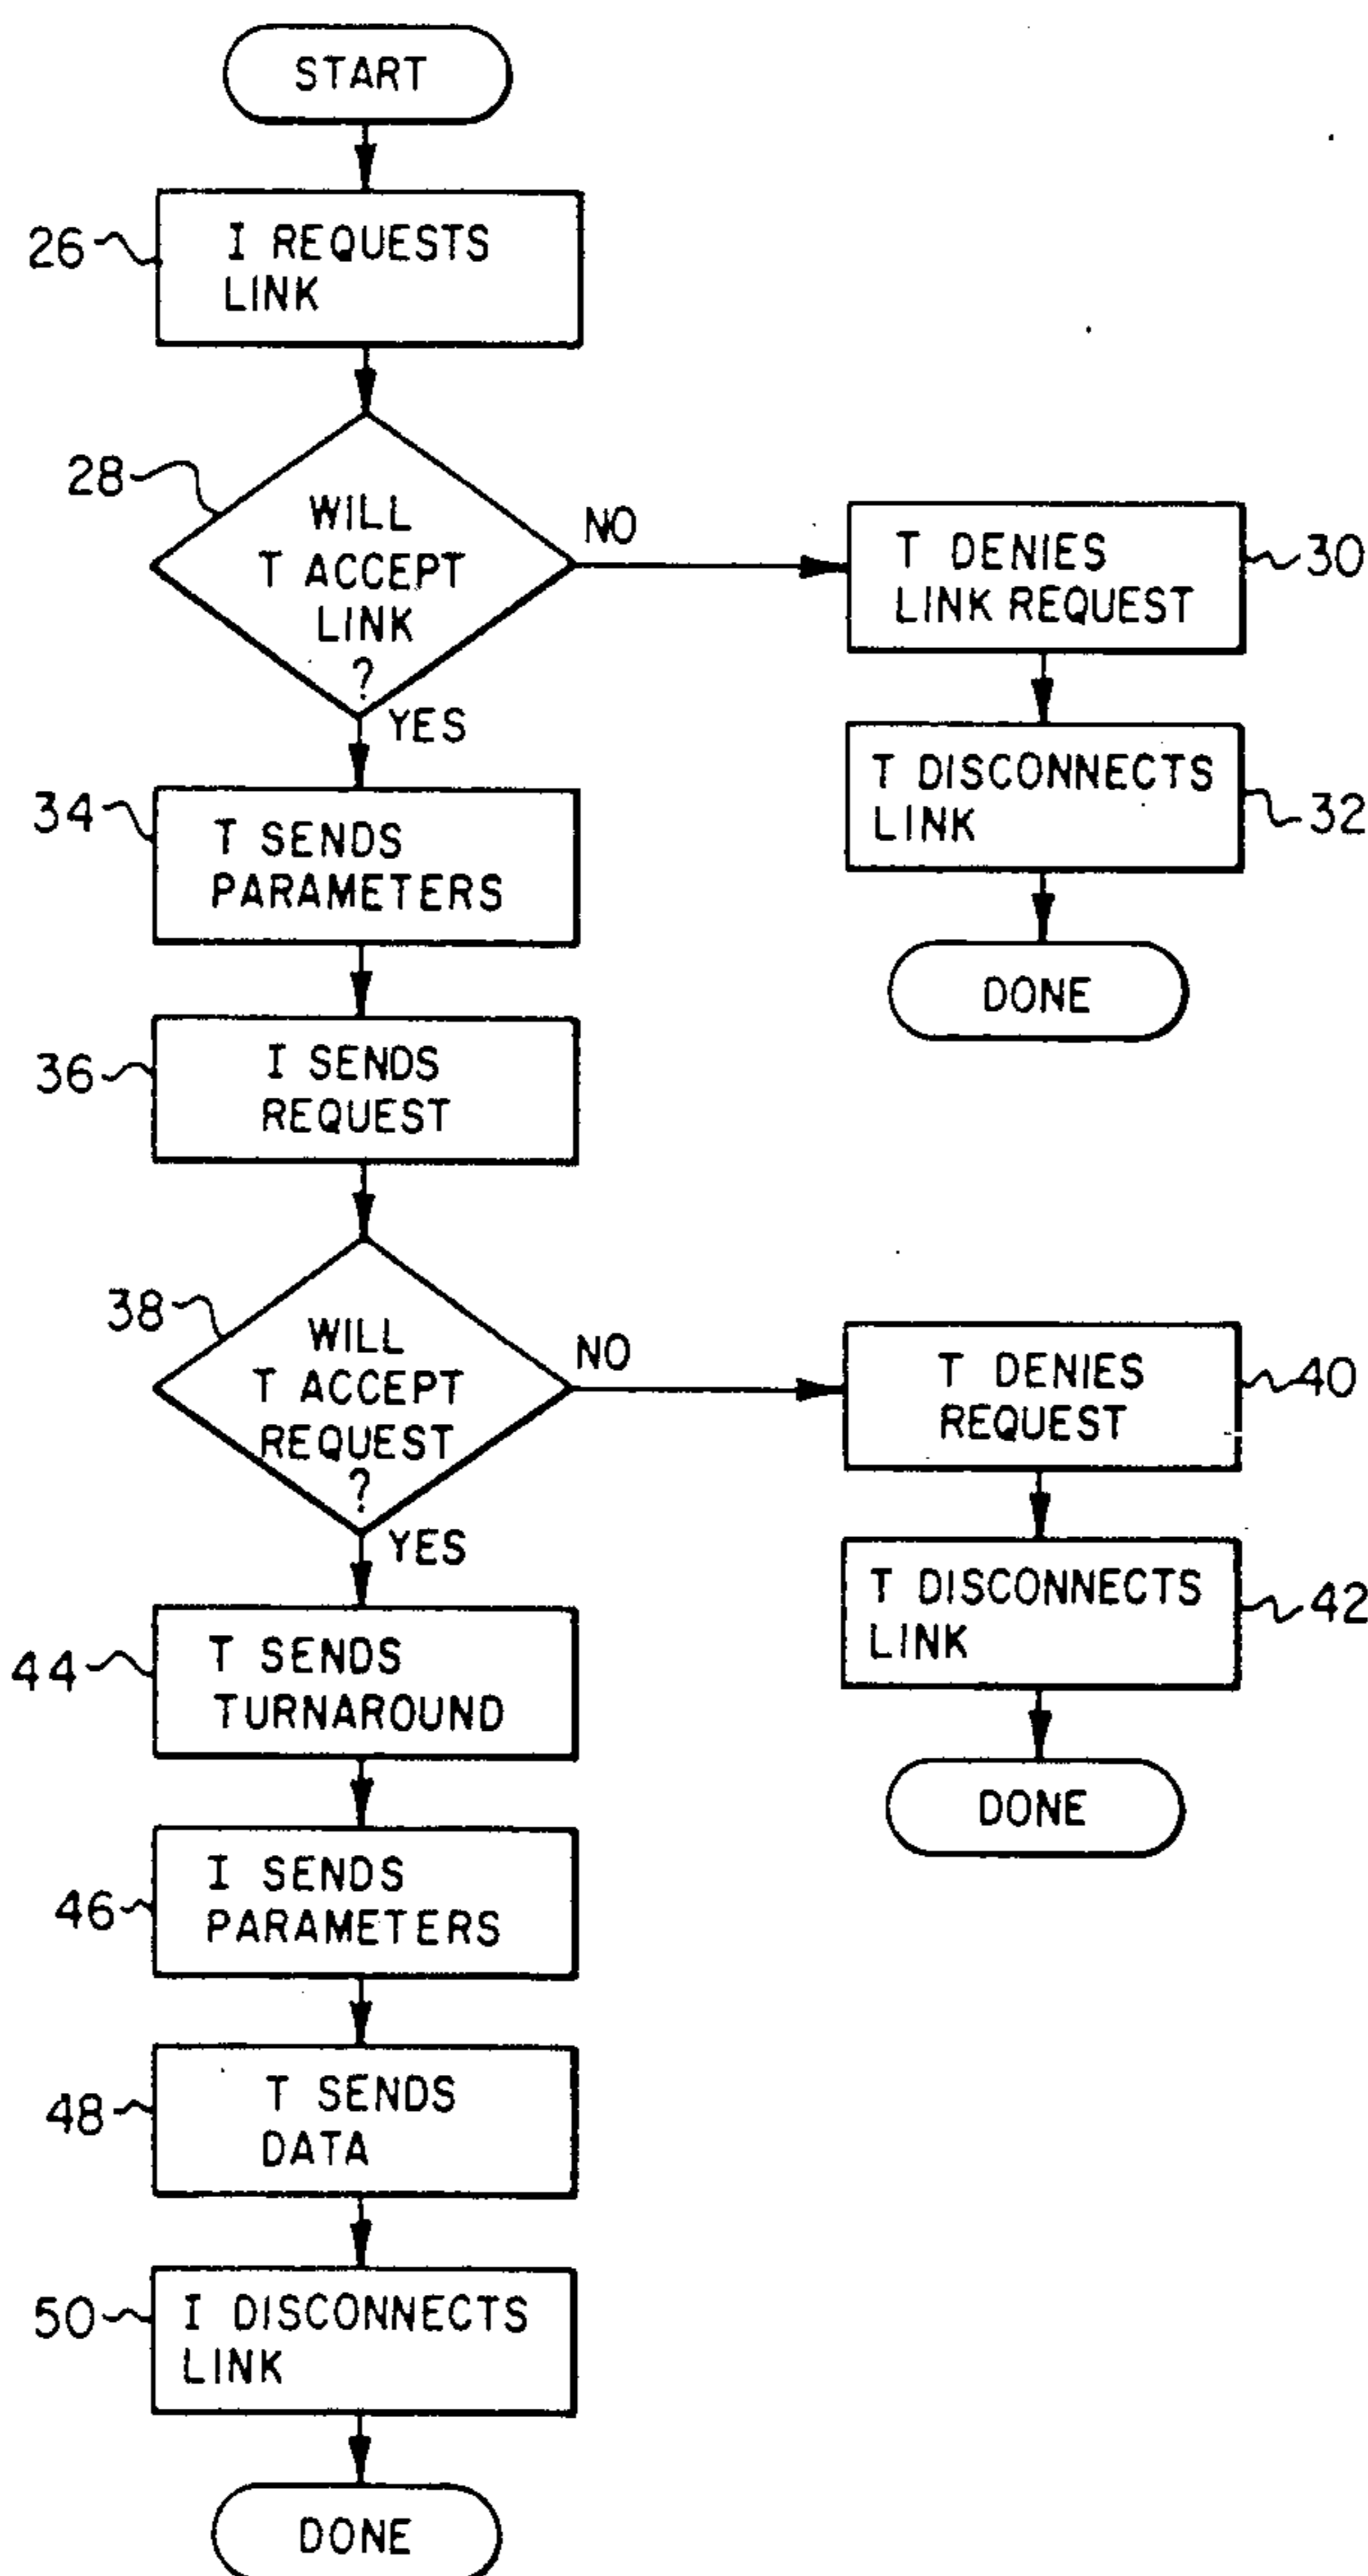 START
26
I REQUESTS
LINK
28
WILL
T ACCEPT
LINK
?
NO
T DENIES
LINK REQUEST
30
YES
T DISCONNECTS
LINK
32
DONE
34
T SENDS
PARAMETERS
36
I SENDS
REQUEST
38
WILL
T ACCEPT
REQUEST
?
NO
T DENIES
REQUEST
40
YES
T DISCONNECTS
LINK
42
DONE
44
T SENDS
TURNAROUND
46
I SENDS
PARAMETERS
48
T SENDS
DATA
50
I DISCONNECTS
LINK
DONE